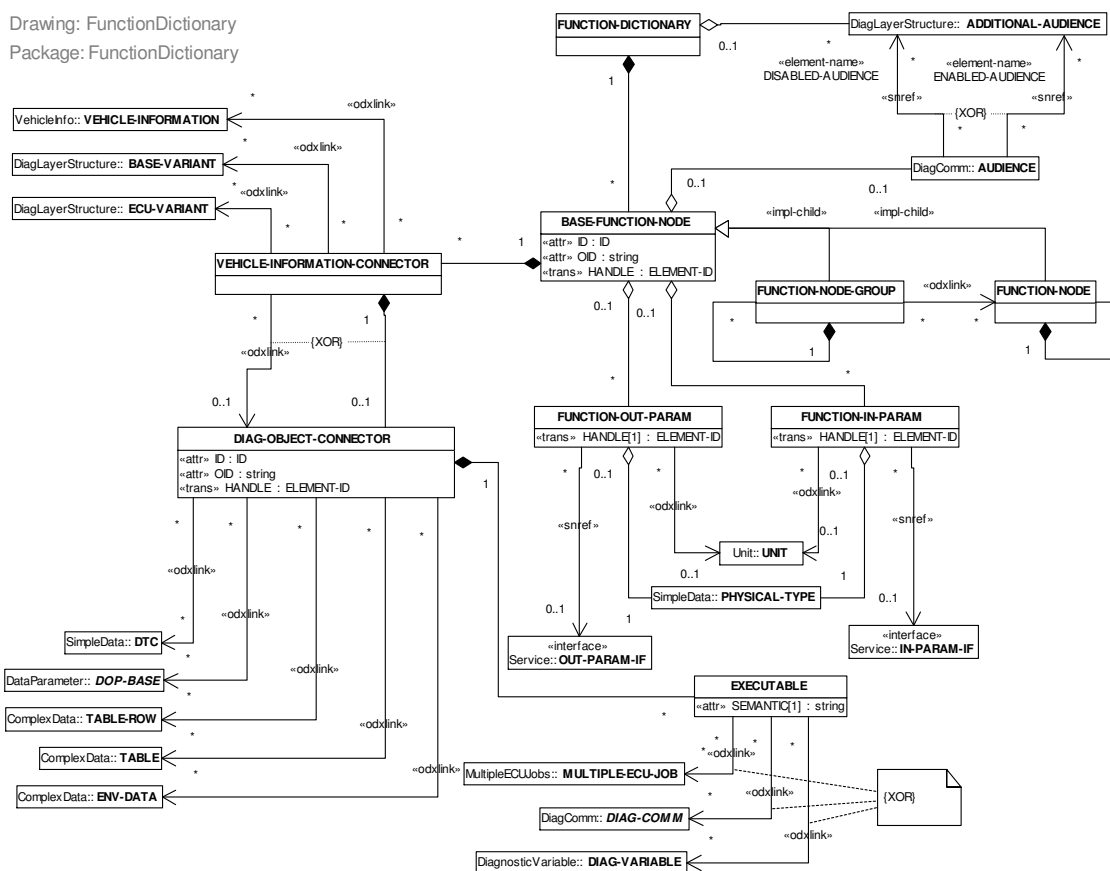 Drawing: FunctionDictionary
Package: FunctionDictionary
FUNCTION-DICTIONARY
0..1
*
1
DiagLayerStructure:: ADDITIONAL-AUDIENCE
*
*
«element-name»
DISABLED-AUDIENCE
«element-name»
ENABLED-AUDIENCE
«snref»
{XOR}
«snref»
*
*
DiagComm:: AUDIENCE
0..1
0..1
*
VehicleInfo:: VEHICLE-INFORMATION
*
«odxlink»
DiagLayerStructure:: BASE-VARIANT
*
«odxlink»
DiagLayerStructure:: ECU-VARIANT
*
«odxlink»
*
*
*
VEHICLE-INFORMATION-CONNECTOR
*
1
BASE-FUNCTION-NODE
«attr» ID : ID
«attr» OID : string
«trans» HANDLE : ELEMENT-ID
«impl-child»
«impl-child»
FUNCTION-NODE-GROUP
«odxlink»
FUNCTION-NODE
*
1
*
*
1
0..1
0..1
*
1
{XOR}
«odxlink»
0..1
0..1
*
*
DIAG-OBJECT-CONNECTOR
«attr» ID : ID
«attr» OID : string
«trans» HANDLE : ELEMENT-ID
1
FUNCTION-OUT-PARAM
«trans» HANDLE[1] : ELEMENT-ID
FUNCTION-IN-PARAM
«trans» HANDLE[1] : ELEMENT-ID
*
0..1
*
*
0..1
*
«odxlink»
«odxlink»
«snref»
«snref»
Unit:: UNIT
0..1
0..1
SimpleData:: PHYSICAL-TYPE
1
1
0..1
0..1
«interface»
Service:: OUT-PARAM-IF
«interface»
Service:: IN-PARAM-IF
*
*
*
*
*
«odxlink»
«odxlink»
«odxlink»
«odxlink»
«odxlink»
SimpleData:: DTC
*
DataParameter:: DOP-BASE
*
ComplexData:: TABLE-ROW
*
ComplexData:: TABLE
*
ComplexData:: ENV-DATA
*
EXECUTABLE
«attr» SEMANTIC[1] : string
*
*
*
*
*
«odxlink»
MultipleECUJobs:: MULTIPLE-ECU-JOB
*
«odxlink»
DiagComm:: DIAG-COMM
*
«odxlink»
DiagnosticVariable:: DIAG-VARIABLE
{XOR}